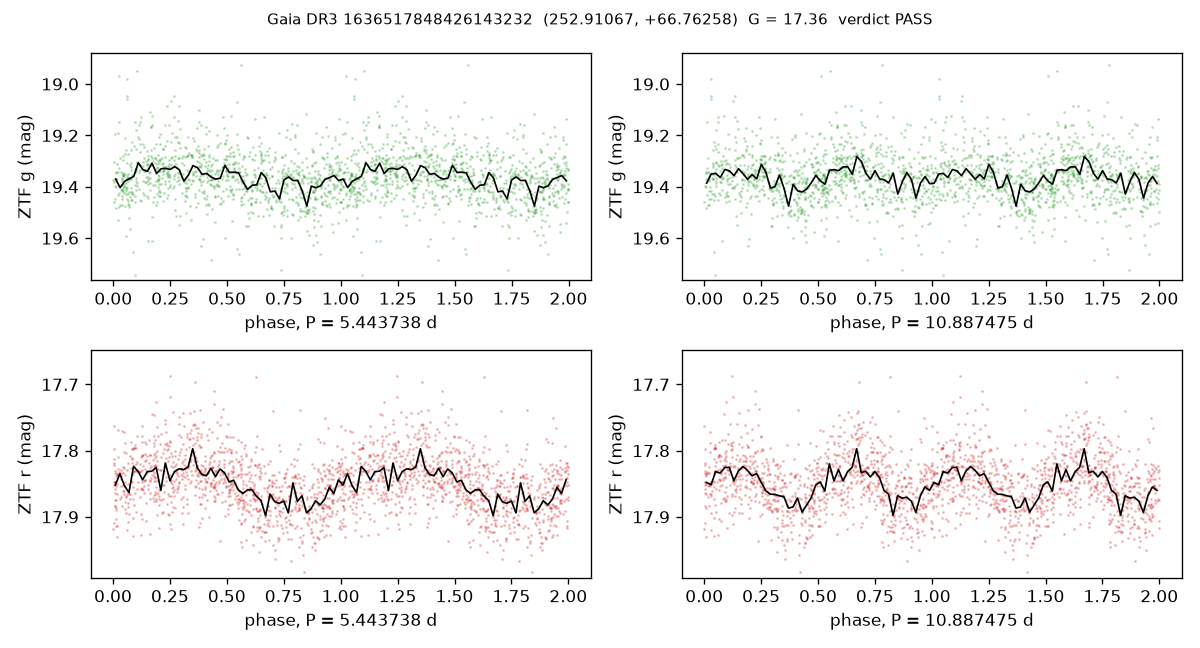 Gaia DR3 1636517848426143232  (252.91067, +66.76258)  G = 17.36  verdict PASS
ZTF g (mag)
19.0
19.2
19.4
19.6
0.00 0.25 0.50 0.75 1.00 1.25 1.50 1.75 2.00
phase, P = 5.443738 d
ZTF g (mag)
19.0
19.2
19.4
19.6
0.00 0.25 0.50 0.75 1.00 1.25 1.50 1.75 2.00
phase, P = 10.887475 d
ZTF r (mag)
17.7
17.8
17.9
0.00 0.25 0.50 0.75 1.00 1.25 1.50 1.75 2.00
phase, P = 5.443738 d
ZTF r (mag)
17.7
17.8
17.9
0.00 0.25 0.50 0.75 1.00 1.25 1.50 1.75 2.00
phase, P = 10.887475 d